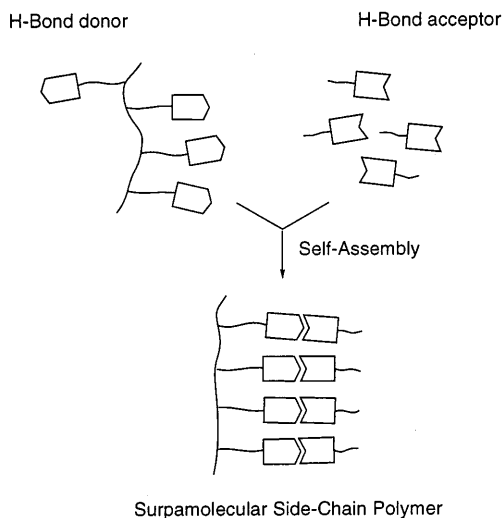 H-Bond donor
H-Bond acceptor
Self-Assembly
Surpamolecular Side-Chain Polymer